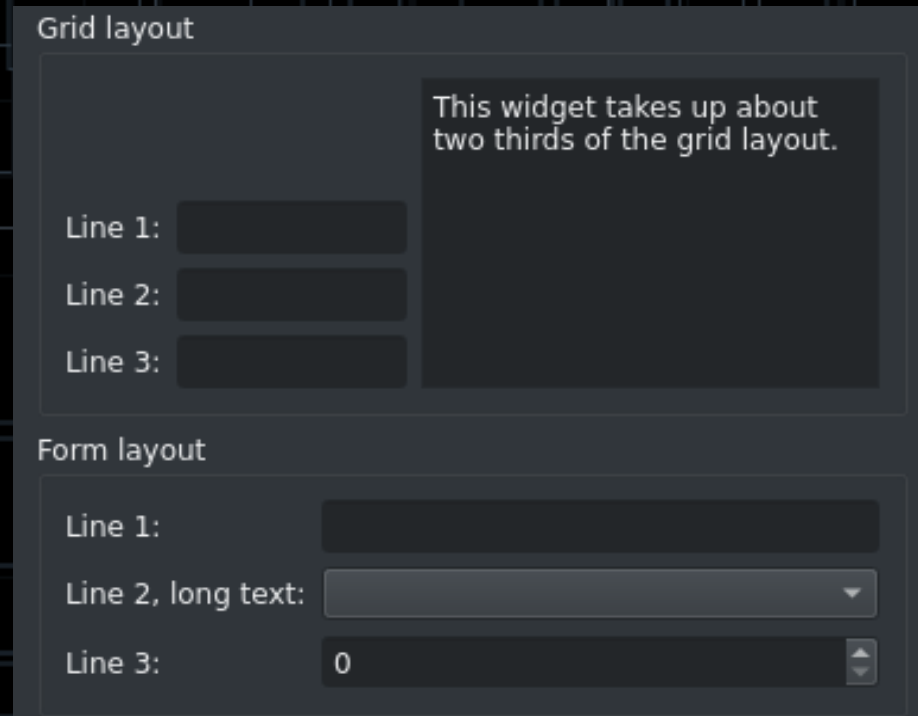 Grid layout
This widget takes up about
two thirds of the grid layout.
Line 1:
Line 2:
Line 3:
Form layout
Line 1:
Line 2, long text:
Line 3: 0